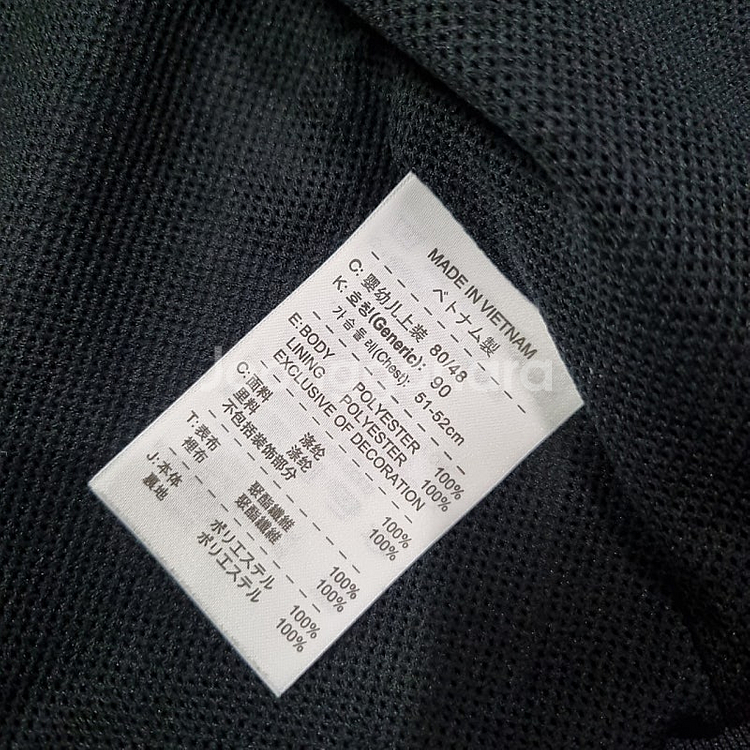 MADE IN VIETNAM
ベトナム製
C: 嬰幼儿上装 80/48
K: 호칭(Generic): 90
가슴둘레(Chest): 51-52cm
E: BODY POLYESTER 100%
LINING POLYESTER 100%
EXCLUSIVE OF DECORATION
C: 面料 涤纶 100%
里料 涤纶 100%
不包括装饰部分
T: 表布 聚酯纖維 100%
裡布 聚酯纖維 100%
J: 本体 ポリエステル 100%
裏地 ポリエステル 100%